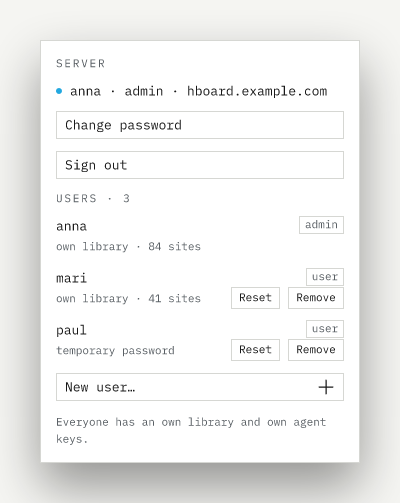 SERVER
anna · admin · hboard.example.com
Change password
Sign out
USERS · 3
anna admin
own library · 84 sites
mari user
own library · 41 sites Reset Remove
paul user
temporary password Reset Remove
New user…
Everyone has an own library and own agent
keys.